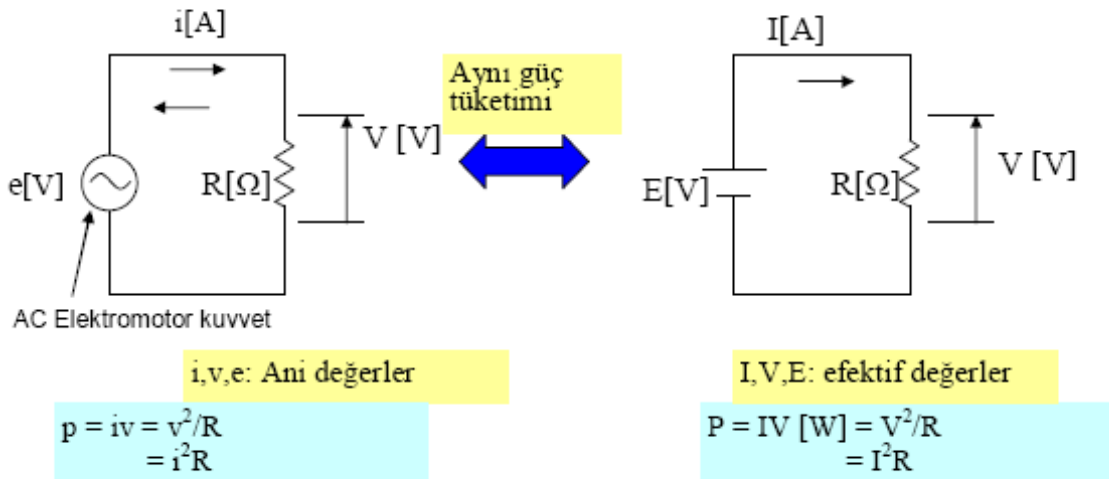 i[A]
e[V]
R[Ω]
V [V]
AC Elektromotor kuvvet
Aynı güç
tüketimi
I[A]
E[V]
R[Ω]
V [V]
i,v,e: Ani değerler
p = iv = v²/R
= i²R
I,V,E: efektif değerler
P = IV [W] = V²/R
= I²R